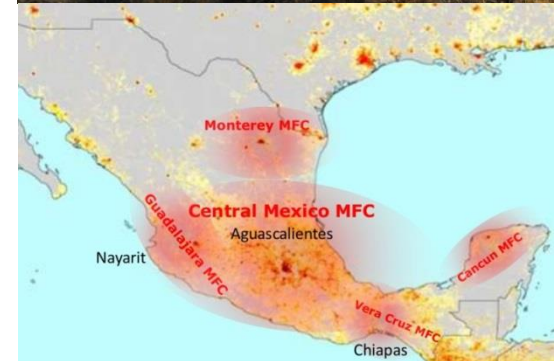 Monterey MFC
Central Mexico MFC
Aguascalientes
Guadalajara MFC
Nayarit
Cancun MFC
Vera Cruz MFC
Chiapas